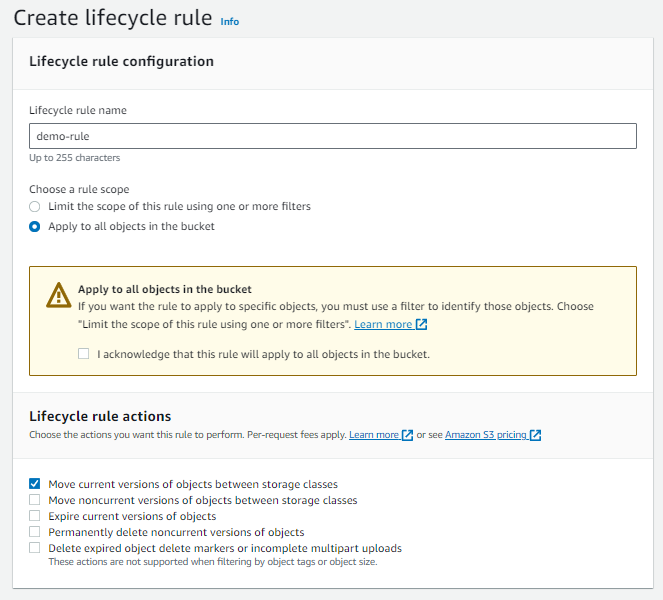 Create lifecycle rule Info
Lifecycle rule configuration
Lifecycle rule name
demo-rule
Up to 255 characters
Choose a rule scope
Limit the scope of this rule using one or more filters
Apply to all objects in the bucket
Apply to all objects in the bucket
If you want the rule to apply to specific objects, you must use a filter to identify those objects. Choose
"Limit the scope of this rule using one or more filters". Learn more
I acknowledge that this rule will apply to all objects in the bucket.
Lifecycle rule actions
Choose the actions you want this rule to perform. Per-request fees apply. Learn more or see Amazon S3 pricing
Move current versions of objects between storage classes
Move noncurrent versions of objects between storage classes
Expire current versions of objects
Permanently delete noncurrent versions of objects
Delete expired object delete markers or incomplete multipart uploads
These actions are not supported when filtering by object tags or object size.